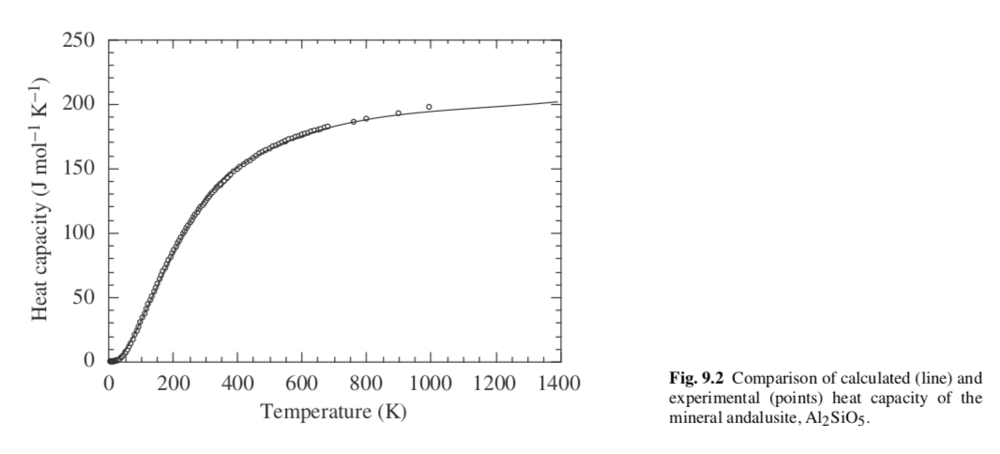 250
200
150
100
50
0
Heat capacity (J mol⁻¹ K⁻¹)
0 200 400 600 800 1000 1200 1400
Temperature (K)
Fig. 9.2 Comparison of calculated (line) and
experimental (points) heat capacity of the
mineral andalusite, Al₂SiO₅.